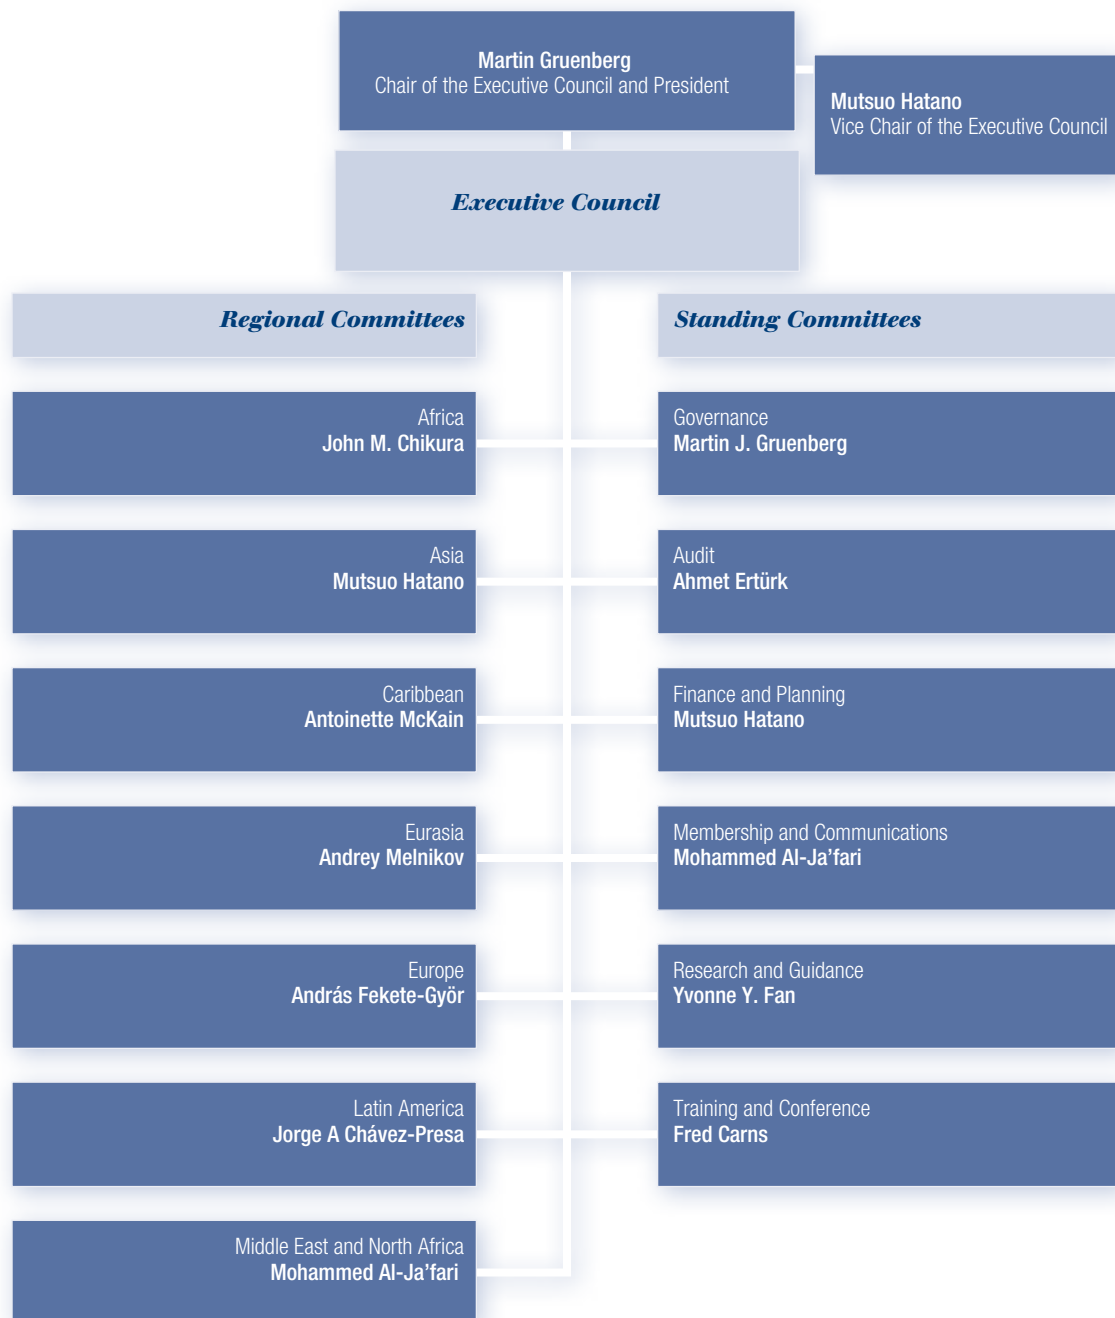 Martin Gruenberg
Chair of the Executive Council and President
Mutsuo Hatano
Vice Chair of the Executive Council
Executive Council
Regional Committees
Africa
John M. Chikura
Asia
Mutsuo Hatano
Caribbean
Antoinette McKain
Eurasia
Andrey Melnikov
Europe
András Fekete-Györ
Latin America
Jorge A Chávez-Presa
Middle East and North Africa
Mohammed Al-Ja’fari
Standing Committees
Governance
Martin J. Gruenberg
Audit
Ahmet Ertürk
Finance and Planning
Mutsuo Hatano
Membership and Communications
Mohammed Al-Ja’fari
Research and Guidance
Yvonne Y. Fan
Training and Conference
Fred Carns